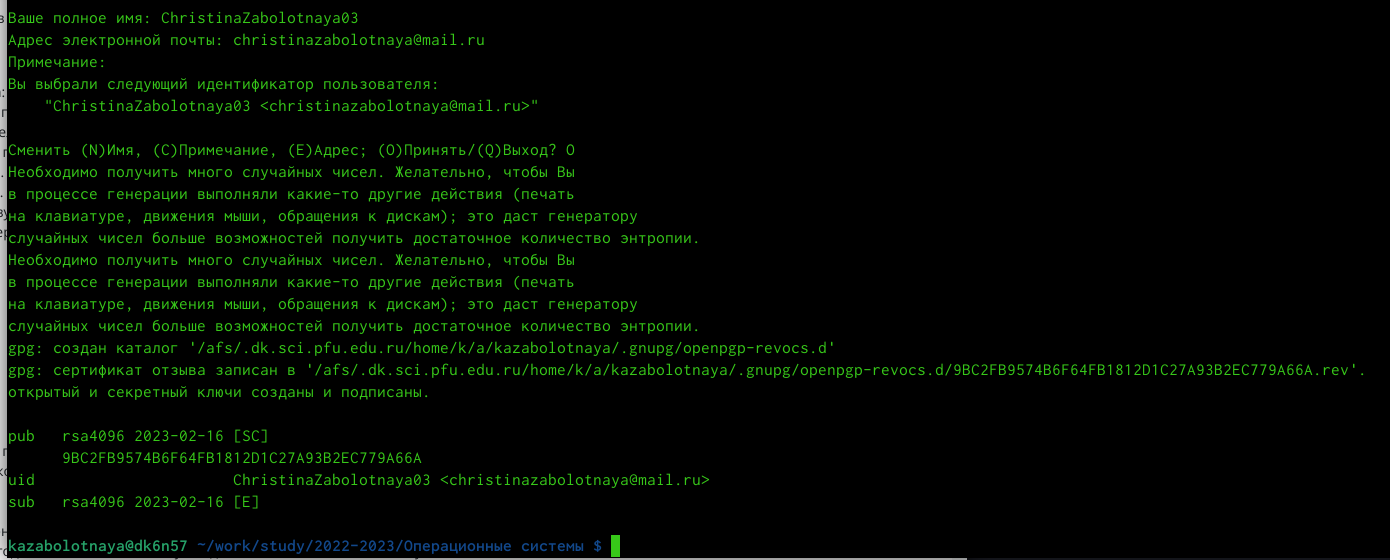 Ваше полное имя: ChristinaZabolotnaya03
Адрес электронной почты: christinazabolotnaya@mail.ru
Примечание:
Вы выбрали следующий идентификатор пользователя:
"ChristinaZabolotnaya03 <christinazabolotnaya@mail.ru>"
Сменить (N)Имя, (C)Примечание, (E)Адрес; (O)Принять/(Q)Выход? O
Необходимо получить много случайных чисел. Желательно, чтобы Вы
в процессе генерации выполняли какие-то другие действия (печать
на клавиатуре, движения мыши, обращения к дискам); это даст генератору
случайных чисел больше возможностей получить достаточное количество энтропии.
Необходимо получить много случайных чисел. Желательно, чтобы Вы
в процессе генерации выполняли какие-то другие действия (печать
на клавиатуре, движения мыши, обращения к дискам); это даст генератору
случайных чисел больше возможностей получить достаточное количество энтропии.
gpg: создан каталог '/afs/.dk.sci.pfu.edu.ru/home/k/a/kazabolotnaya/.gnupg/openpgp-revocs.d'
gpg: сертификат отзыва записан в '/afs/.dk.sci.pfu.edu.ru/home/k/a/kazabolotnaya/.gnupg/openpgp-revocs.d/9BC2FB9574B6F64FB1812D1C27A93B2EC779A66A.rev'.
открытый и секретный ключи созданы и подписаны.
pub rsa4096 2023-02-16 [SC]
9BC2FB9574B6F64FB1812D1C27A93B2EC779A66A
uid ChristinaZabolotnaya03 <christinazabolotnaya@mail.ru>
sub rsa4096 2023-02-16 [E]
kazabolotnaya@dk6n57 ~/work/study/2022-2023/Операционные системы $